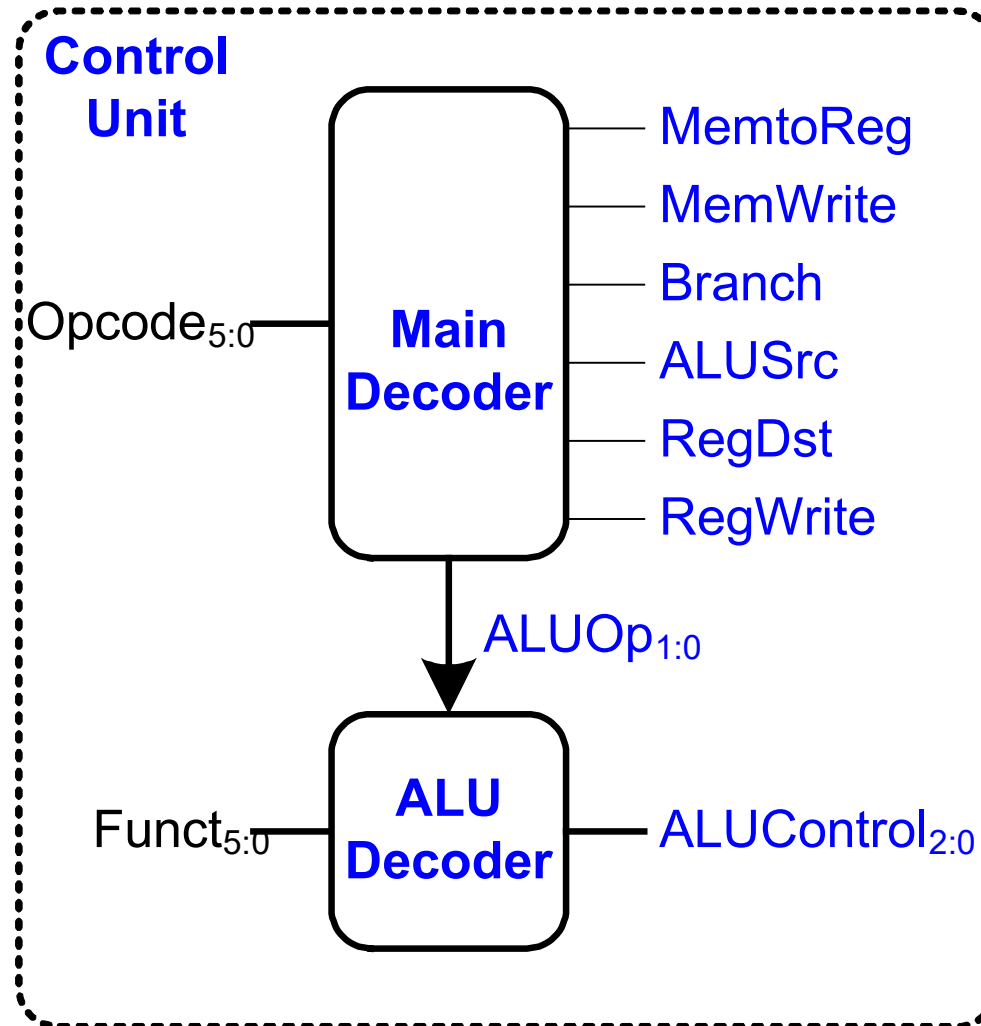 Control
Unit
MemtoReg
MemWrite
Branch
Opcode5:0
Main
Decoder
ALUSrc
RegDst
RegWrite
ALUOp1:0
ALU
Decoder
Funct5:0
ALUControl2:0